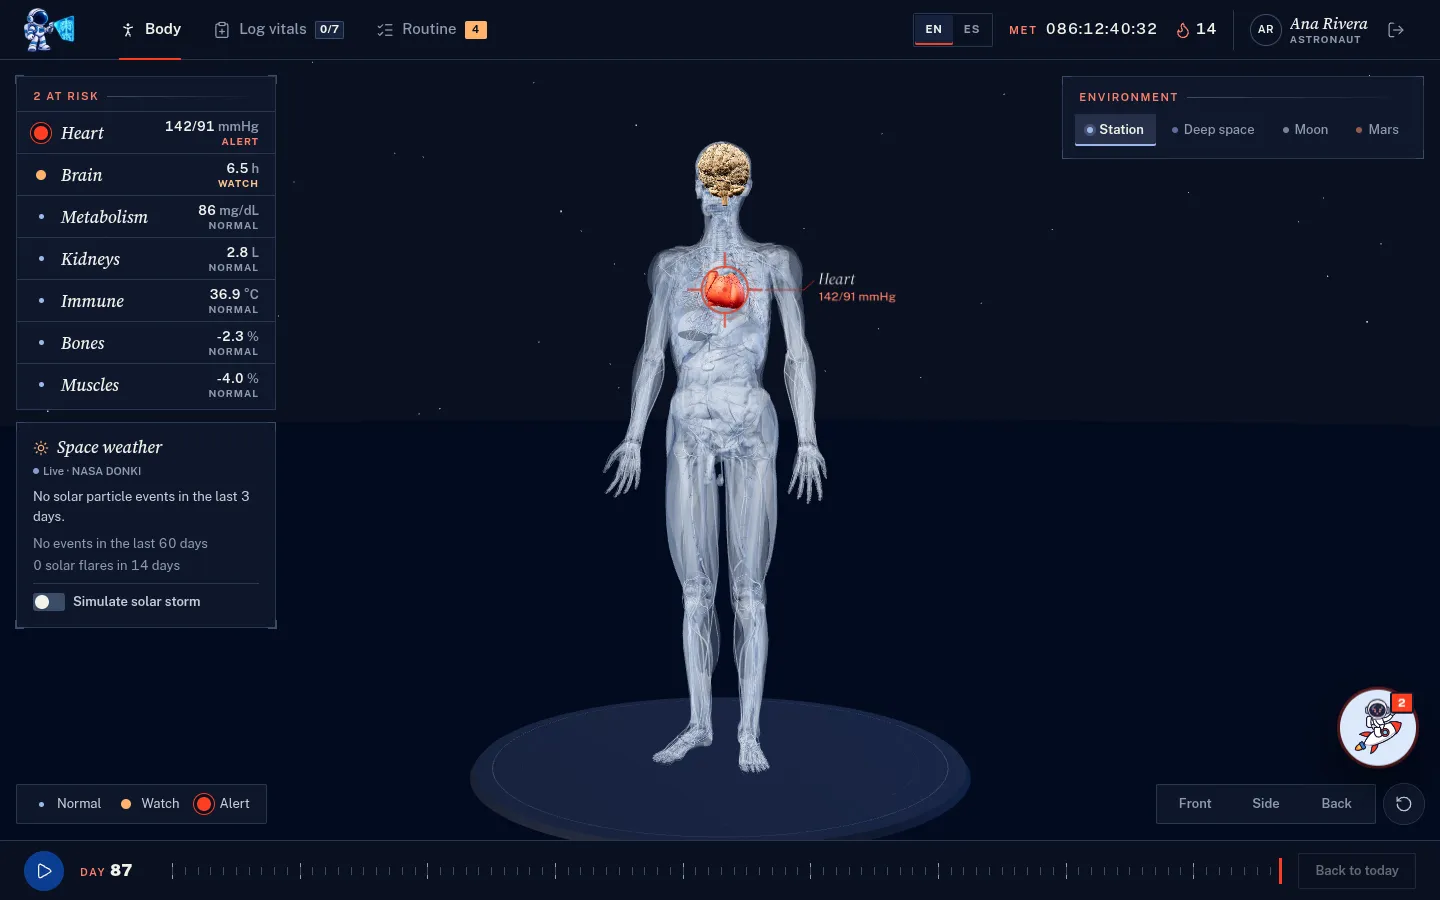 Body
Log vitals 0/7
Routine 4
EN ES
MET 086:12:40:32
14
AR
Ana Rivera
ASTRONAUT
2 AT RISK
Heart 142/91 mmHg
ALERT
Brain 6.5 h
WATCH
Metabolism 86 mg/dL
NORMAL
Kidneys 2.8 L
NORMAL
Immune 36.9 °C
NORMAL
Bones -2.3 %
NORMAL
Muscles -4.0 %
NORMAL
Space weather
Live · NASA DONKI
No solar particle events in the last 3
days.
No events in the last 60 days
0 solar flares in 14 days
Simulate solar storm
Heart
142/91 mmHg
ENVIRONMENT
Station Deep space Moon Mars
2
Normal Watch Alert
Front Side Back
DAY 87
Back to today